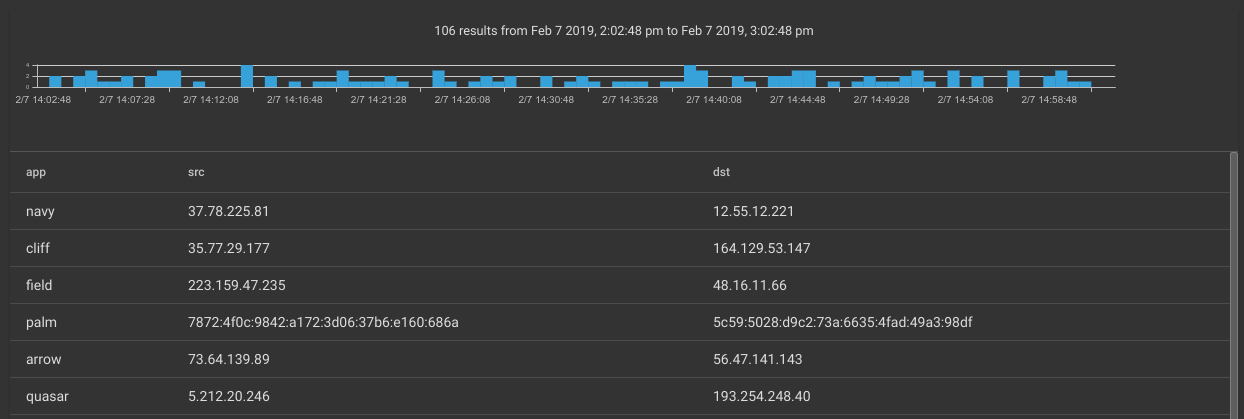 106 results from Feb 7 2019, 2:02:48 pm to Feb 7 2019, 3:02:48 pm
4
2
0
2/7 14:02:48 2/7 14:07:28 2/7 14:12:08 2/7 14:16:48 2/7 14:21:28 2/7 14:26:08 2/7 14:30:48 2/7 14:35:28 2/7 14:40:08 2/7 14:44:48 2/7 14:49:28 2/7 14:54:08 2/7 14:58:48
app src dst
navy 37.78.225.81 12.55.12.221
cliff 35.77.29.177 164.129.53.147
field 223.159.47.235 48.16.11.66
palm 7872:4f0c:9842:a172:3d06:37b6:e160:686a 5c59:5028:d9c2:73a:6635:4fad:49a3:98df
arrow 73.64.139.89 56.47.141.143
quasar 5.212.20.246 193.254.248.40